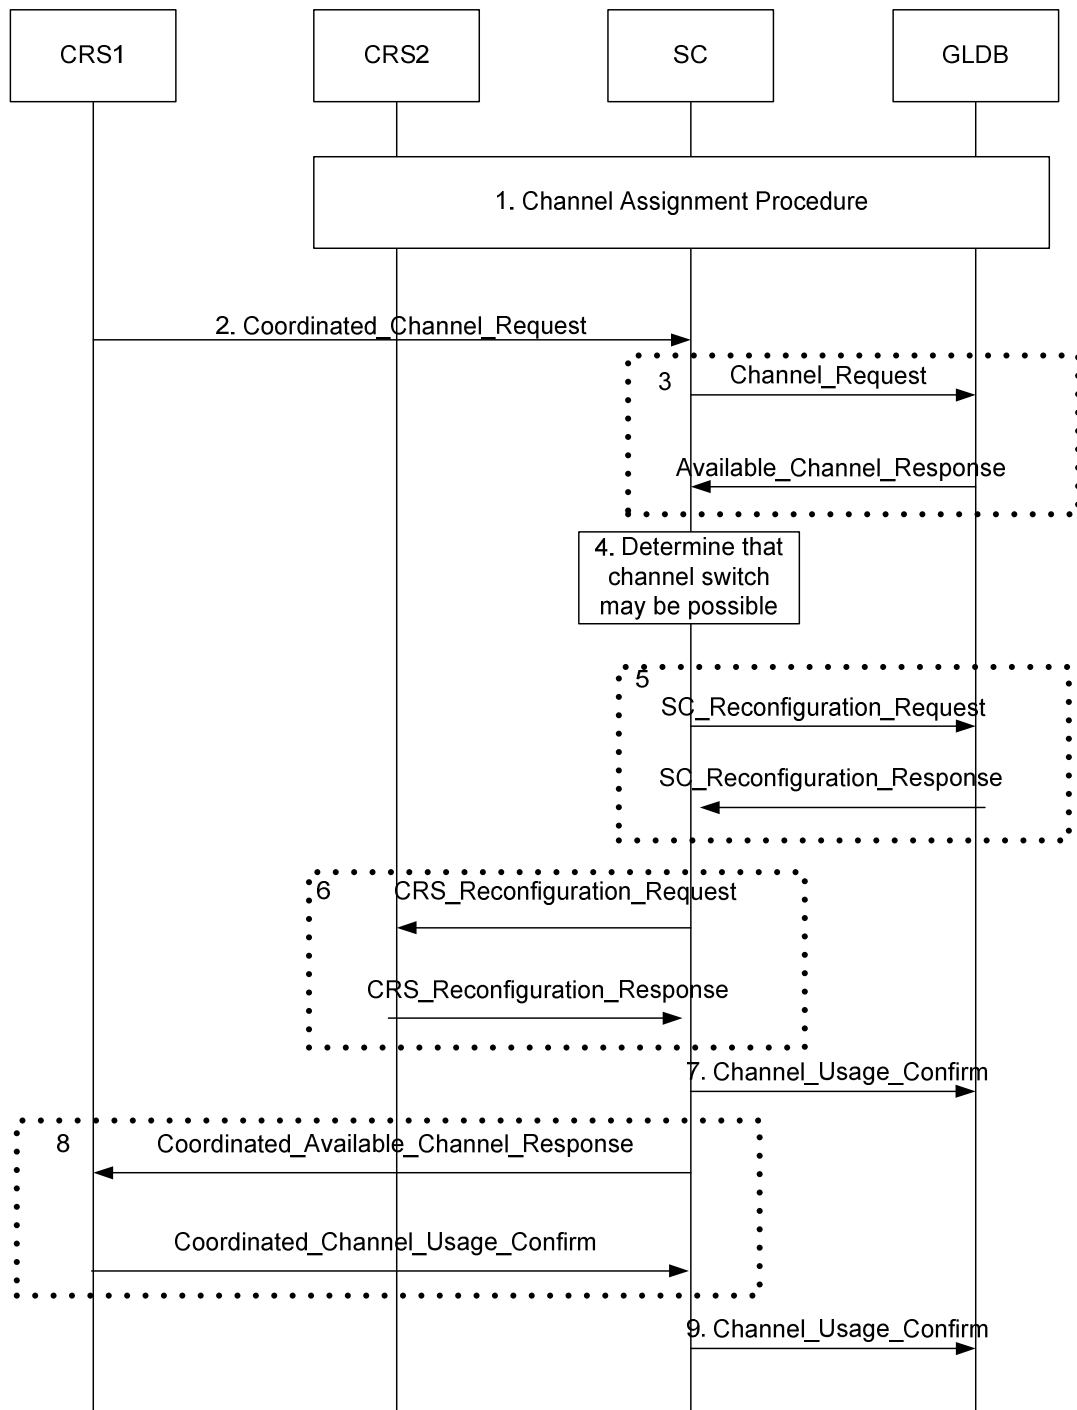 CRS1
CRS2
SC
GLDB
1. Channel Assignment Procedure
2. Coordinated_Channel_Request
3
Channel_Request
Available_Channel_Response
4. Determine that
channel switch
may be possible
5
SC_Reconfiguration_Request
SC_Reconfiguration_Response
6
CRS_Reconfiguration_Request
CRS_Reconfiguration_Response
7. Channel_Usage_Confirm
8
Coordinated_Available_Channel_Response
Coordinated_Channel_Usage_Confirm
9. Channel_Usage_Confirm